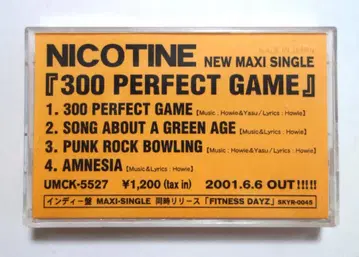 NICOTINE NEW MAXI SINGLE
『300 PERFECT GAME』
1. 300 PERFECT GAME【Music : Howie&Yasu/Lyrics : Howie】
2. SONG ABOUT A GREEN AGE【Music&Lyrics : Howie】
3. PUNK ROCK BOWLING【Music : Howie&Yasu/Lyrics : Howie】
4. AMNESIA【Music&Lyrics : Howie】
UMCK-5527 ¥1,200 (tax in) 2001.6.6 OUT!!!!!
インディー盤 MAXI-SINGLE 同時リリース「FITNESS DAYZ」SKYR-004S